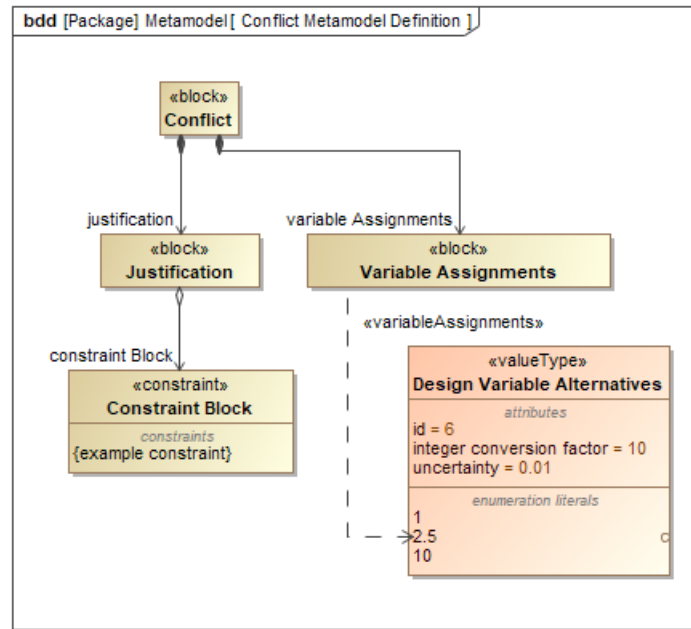 bdd [Package] Metamodel [ Conflict Metamodel Definition ]
«block»
Conflict
justification
variable Assignments
«block»
Justification
«block»
Variable Assignments
«variableAssignments»
constraint Block
«constraint»
Constraint Block
constraints
{example constraint}
«valueType»
Design Variable Alternatives
attributes
id = 6
integer conversion factor = 10
uncertainty = 0.01
enumeration literals
1
2.5
10